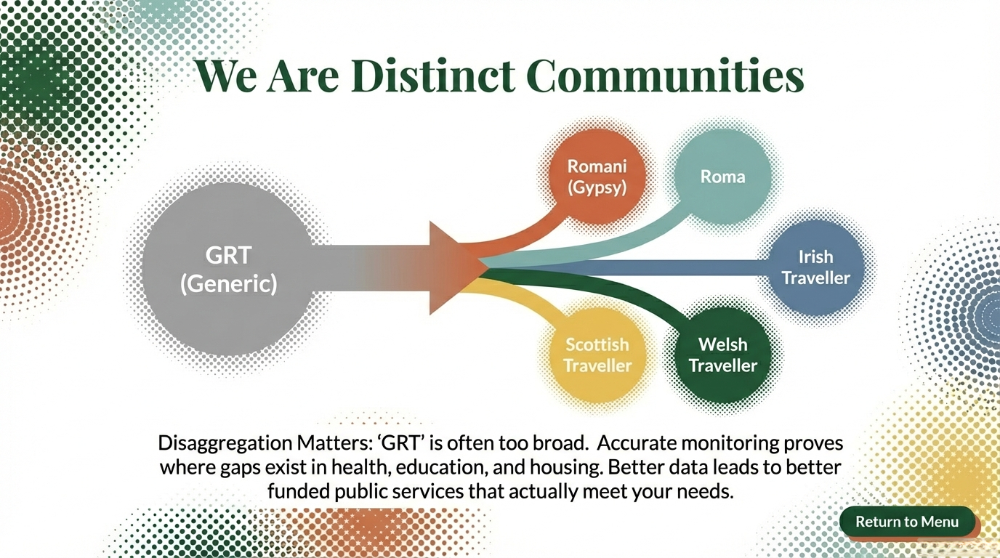 We Are Distinct Communities
GRT
(Generic)
Romani
(Gypsy)
Roma
Irish
Traveller
Scottish
Traveller
Welsh
Traveller
Disaggregation Matters: ‘GRT’ is often too broad.  Accurate monitoring proves
where gaps exist in health, education, and housing. Better data leads to better
funded public services that actually meet your needs.
Return to Menu